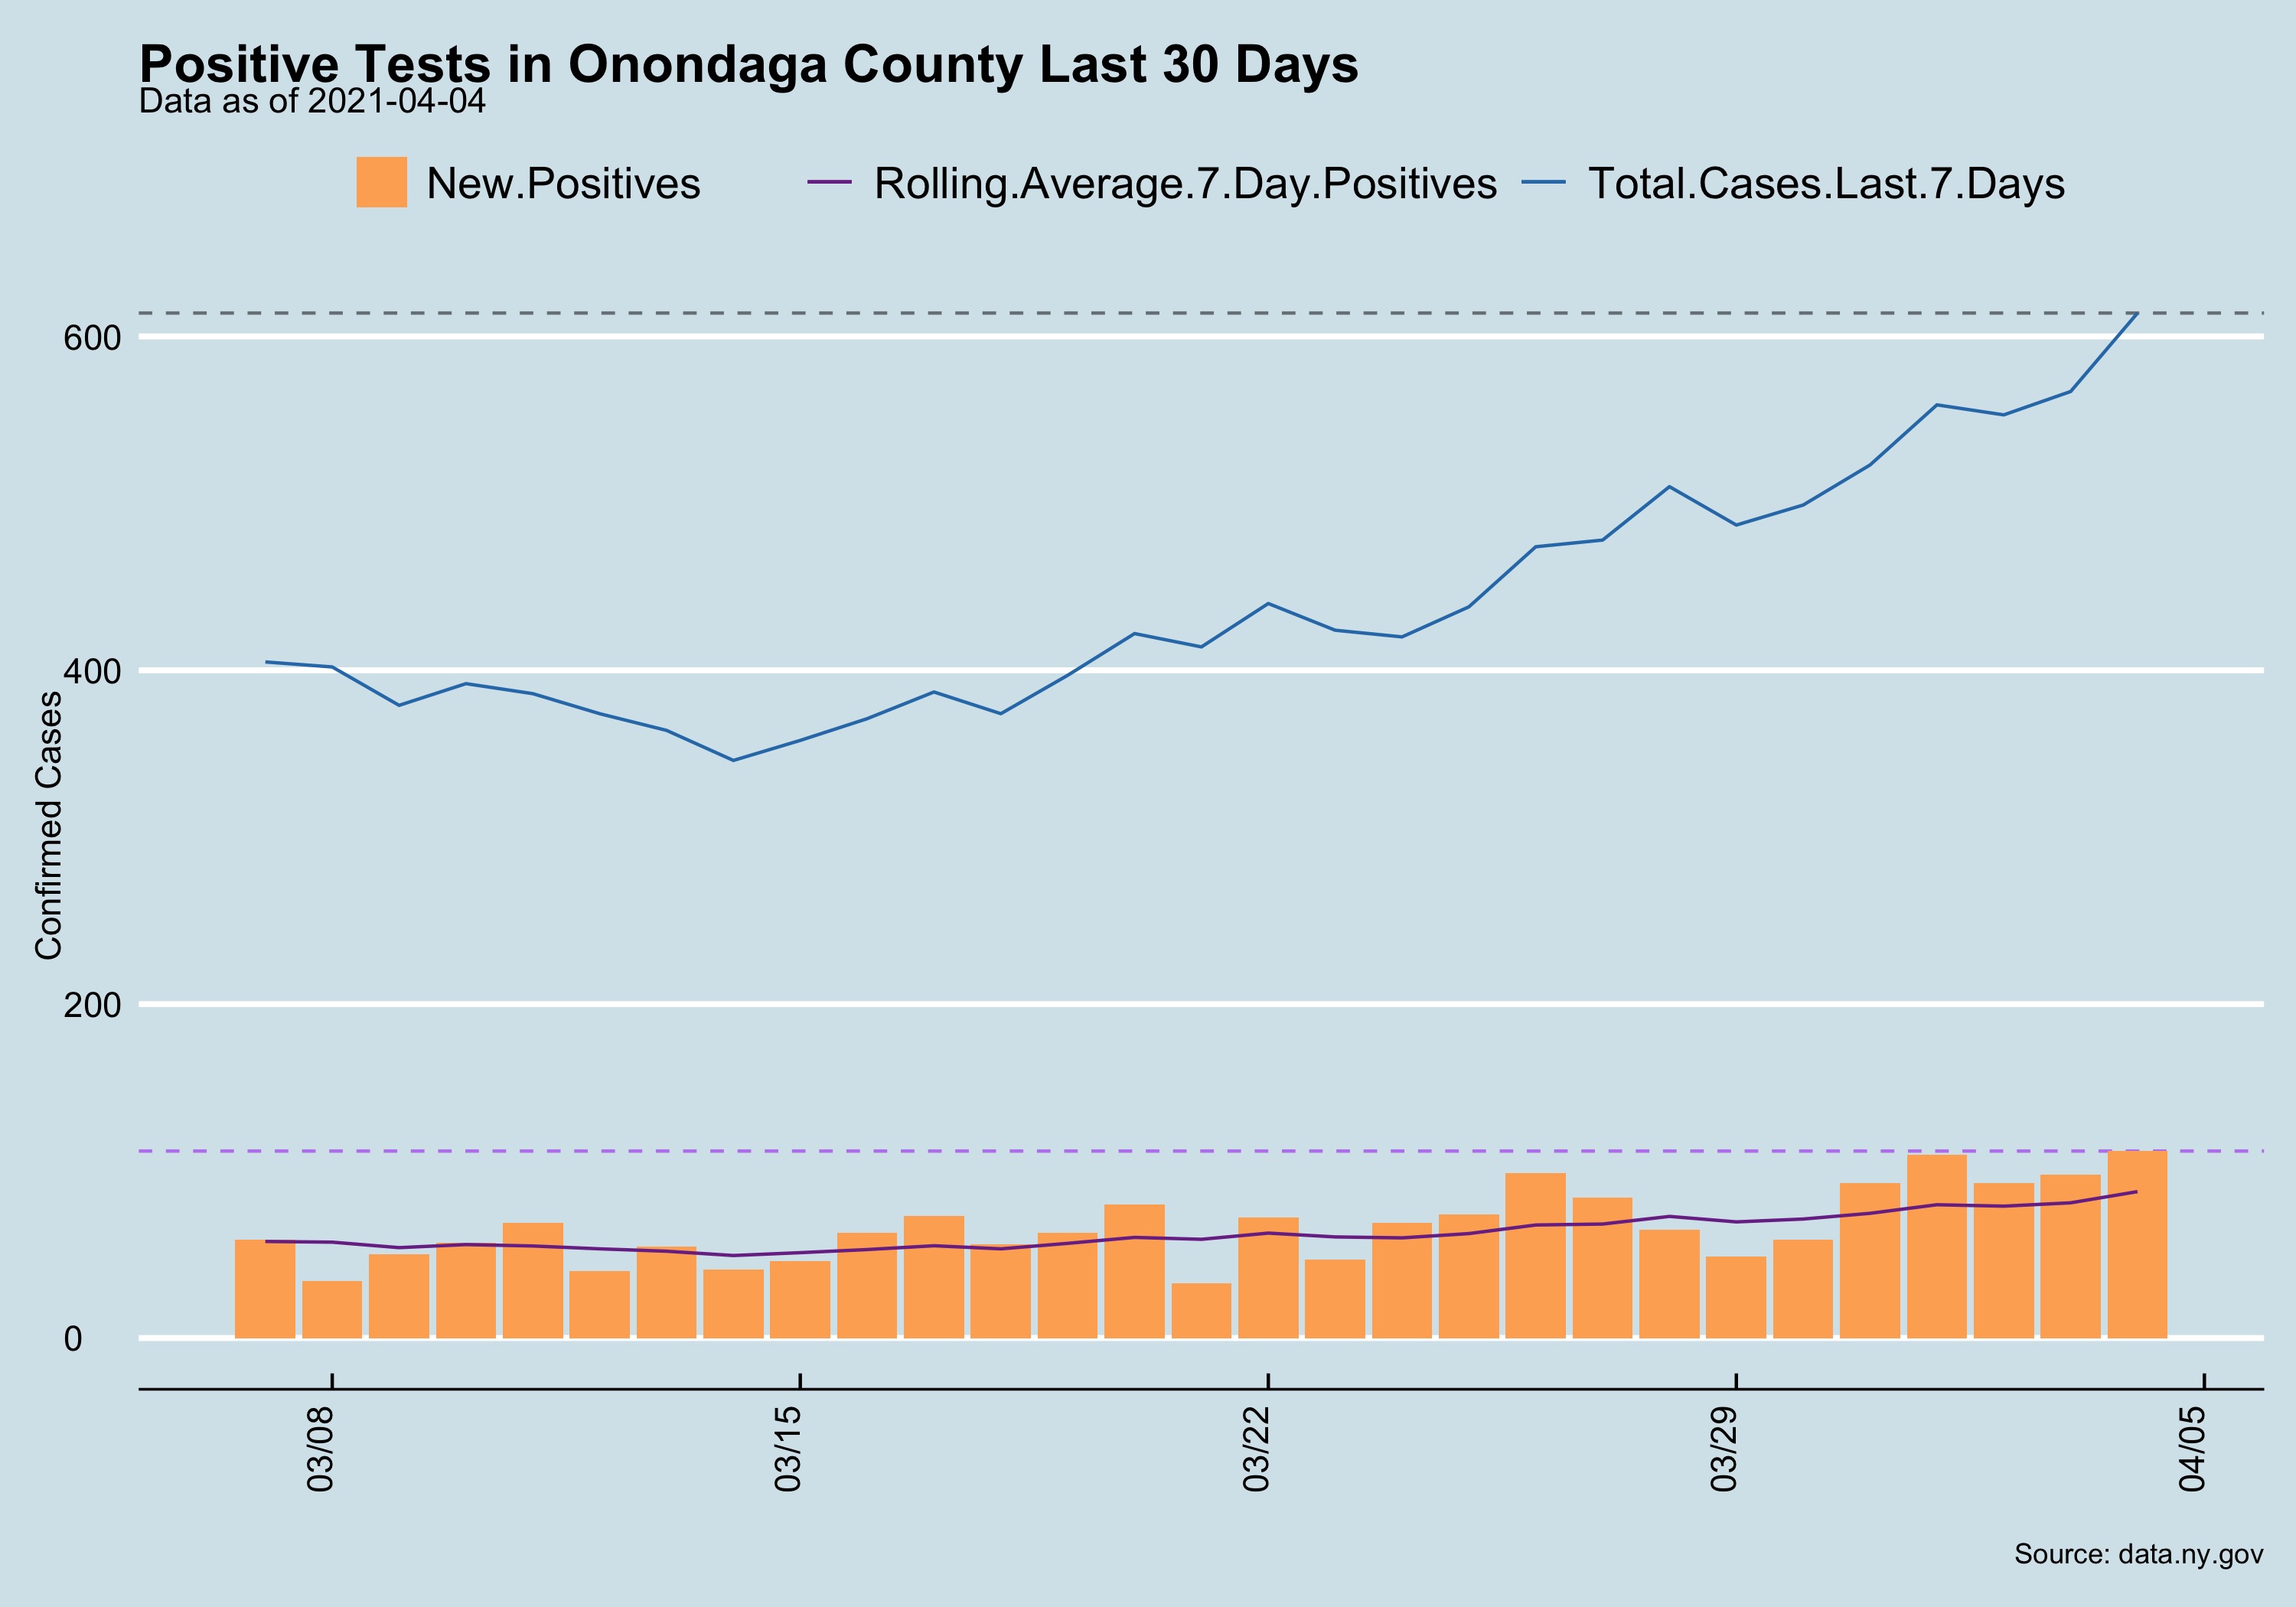 Positive Tests in Onondaga County Last 30 Days
Data as of 2021-04-04
New.Positives Rolling.Average.7.Day.Positives Total.Cases.Last.7.Days
600
400
200
0
Confirmed Cases
03/08 03/15 03/22 03/29 04/05
Source: data.ny.gov